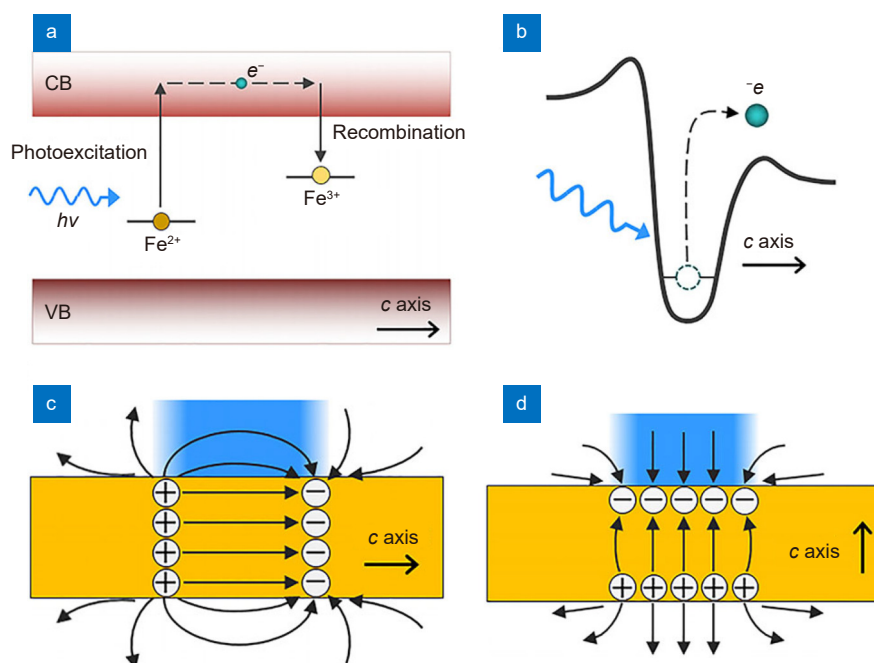 a
CB
e⁻
Photoexcitation
Recombination
hv
Fe³⁺
Fe²⁺
VB
c axis
b
⁻e
c axis
c
+ −
+ −
+ −
+ −
c axis
d
− − − − −
c axis
+ + + + +